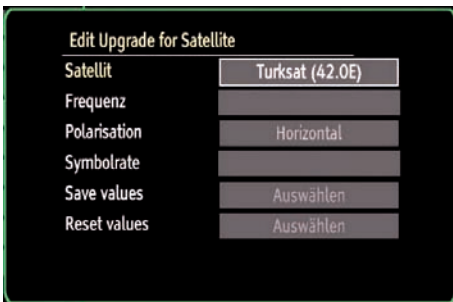 Edit Upgrade for Satellite
Satellit Turksat (42.0E)
Frequenz
Polarisation Horizontal
Symbolrate
Save values Auswählen
Reset values Auswählen